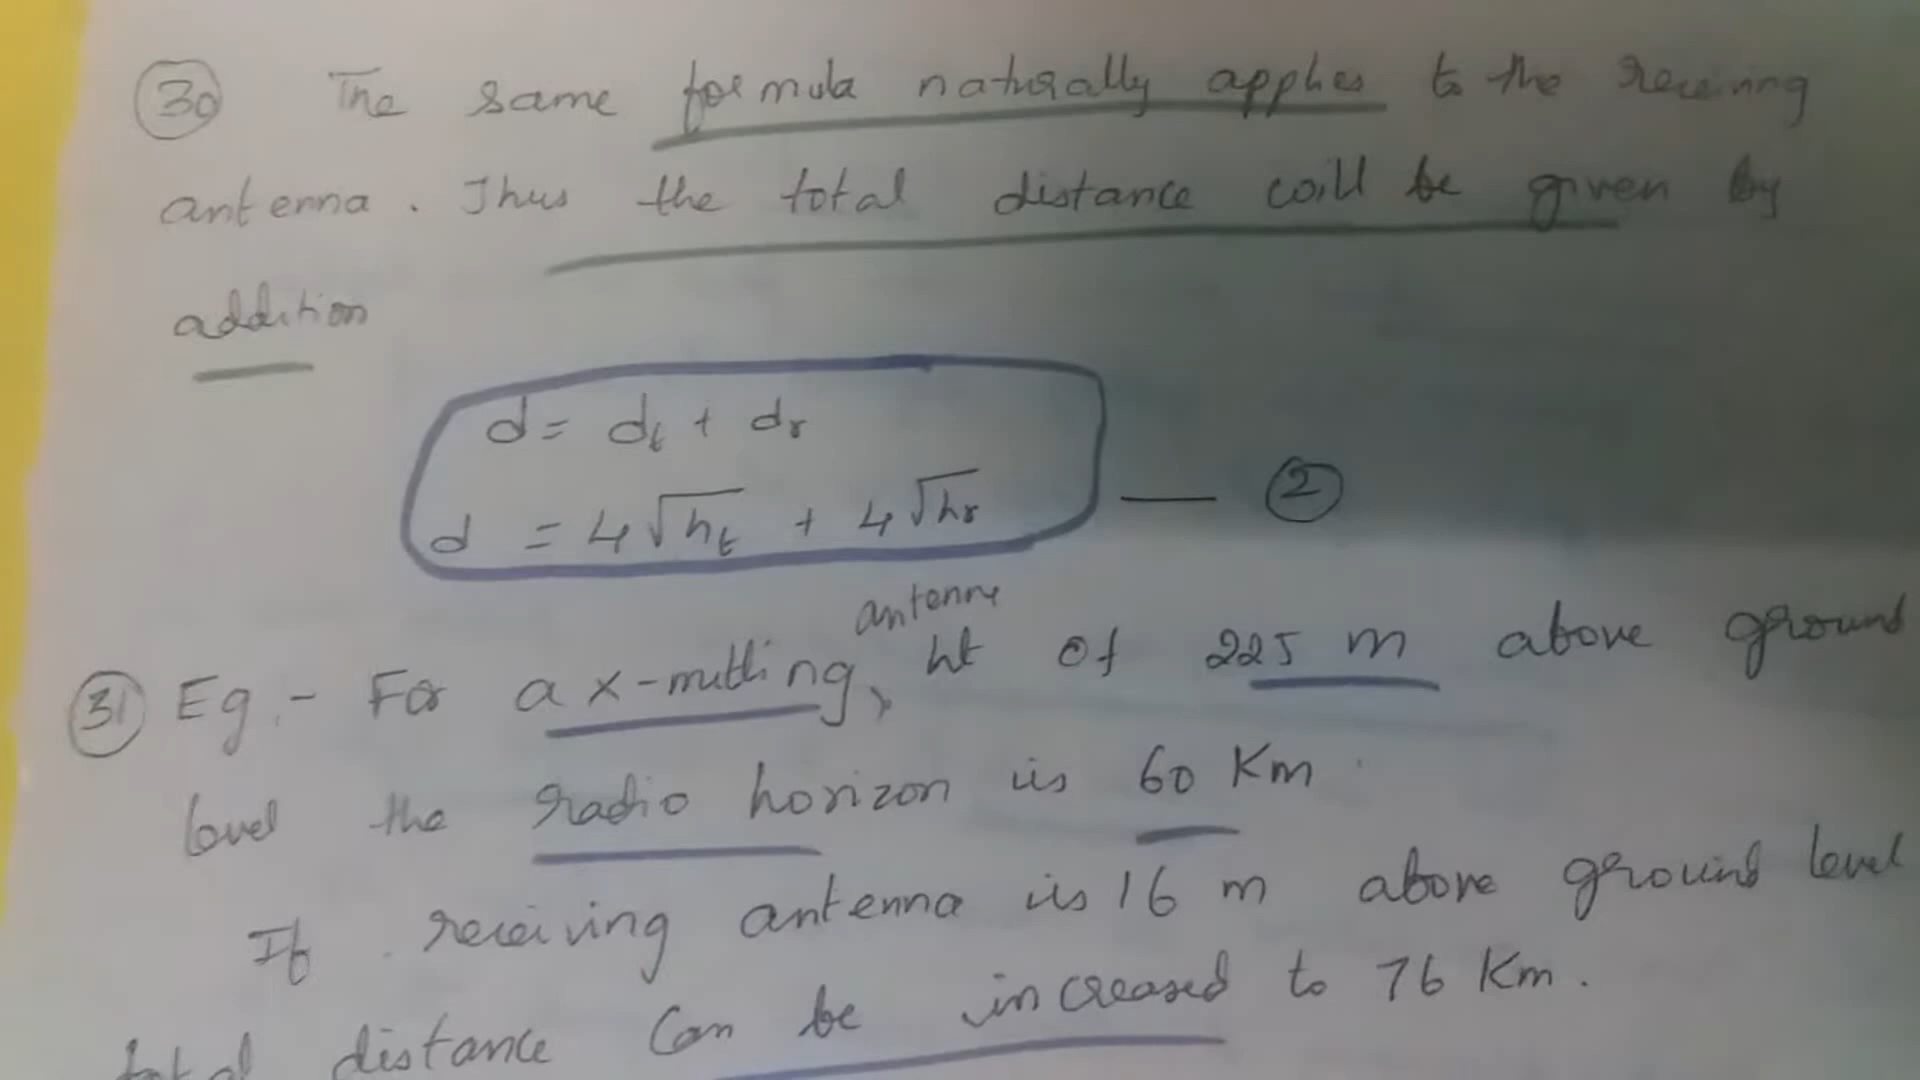 30 The same formula naturally applies to the receiving
antenna. Thus the total distance will be given by
addition
d = dt + dr
d = 4√ht + 4√hr — 2
antenna
31 Eg:- For a x-mitting, ht of 225 m above ground
level the radio horizon is 60 Km.
If receiving antenna is 16 m above ground level
total distance can be increased to 76 Km.